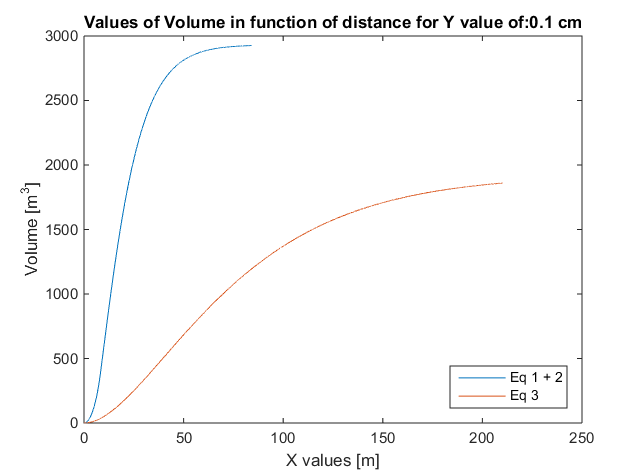 Values of Volume in function of distance for Y value of:0.1 cm
3000
2500
2000
1500
1000
500
0
Volume [m³]
0 50 100 150 200 250
X values [m]
Eq 1 + 2
Eq 3